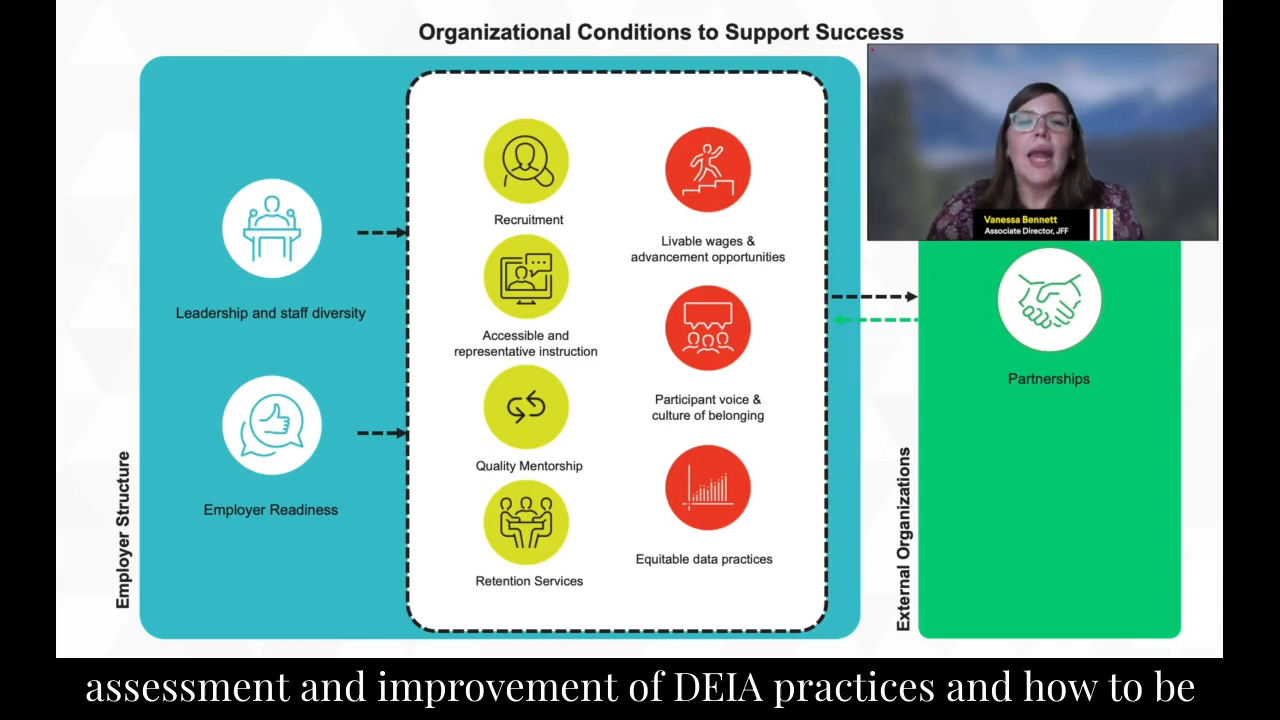 Organizational Conditions to Support Success
Vanessa Bennett
Associate Director, JFF
Employer Structure
Leadership and staff diversity
Employer Readiness
Recruitment
Accessible and
representative instruction
Quality Mentorship
Retention Services
Livable wages &
advancement opportunities
Participant voice &
culture of belonging
Equitable data practices
External Organizations
Partnerships
assessment and improvement of DEIA practices and how to be